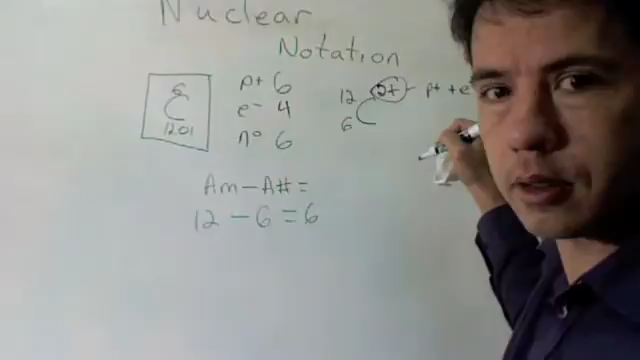 Nuclear
Notation
6
C
12.01
p+ 6
e- 4
n° 6
12
C
6
2+
p+ + e
Am - A# =
12 - 6 = 6